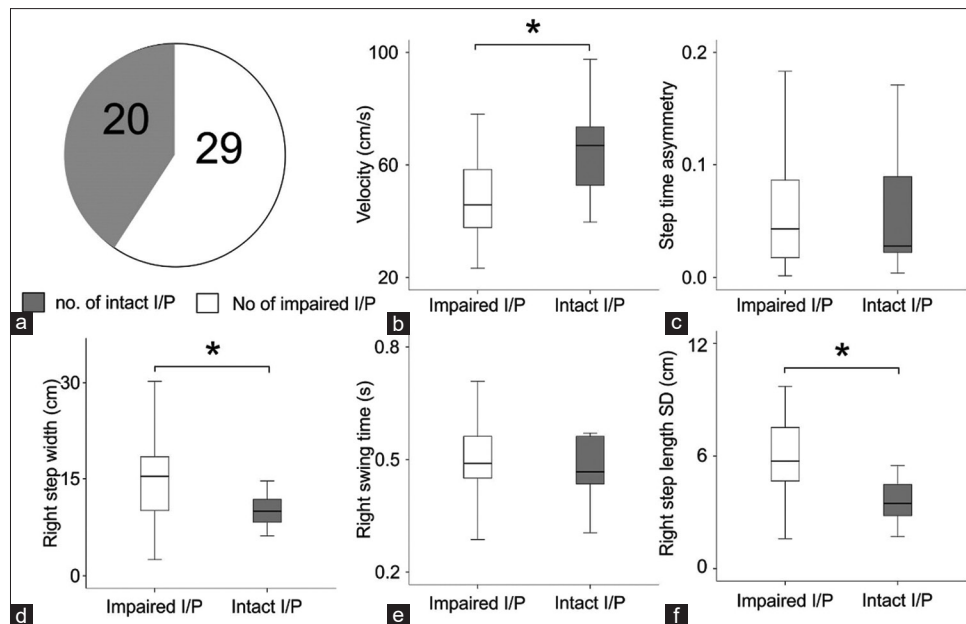 20
29
no. of intact I/P
No of impaired I/P
a
*
Velocity (cm/s)
100
60
20
Impaired I/P
Intact I/P
b
Step time asymmetry
0.2
0.1
0.0
Impaired I/P
Intact I/P
c
*
Right step width (cm)
30
15
0
Impaired I/P
Intact I/P
d
Right swing time (s)
0.8
0.5
0.2
Impaired I/P
Intact I/P
e
*
Right step length SD (cm)
12
6
0
Impaired I/P
Intact I/P
f